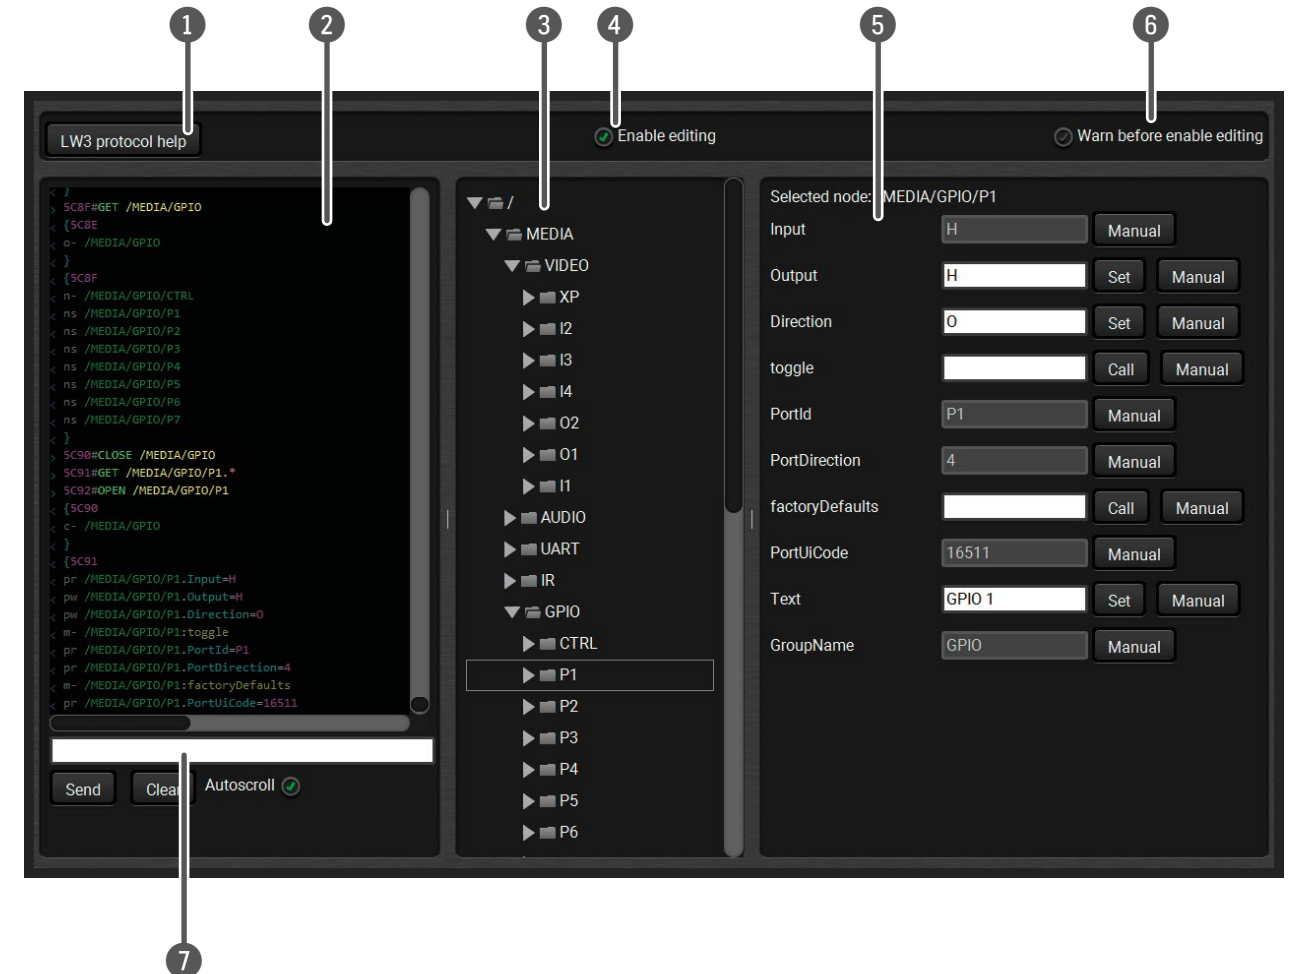 1 2 3 4 5 6
LW3 protocol help
Enable editing
Warn before enable editing
< }
> 5C8F#GET /MEDIA/GPIO
< {5C8E
< o- /MEDIA/GPIO
< }
< {5C8F
< n- /MEDIA/GPIO/CTRL
< ns /MEDIA/GPIO/P1
< ns /MEDIA/GPIO/P2
< ns /MEDIA/GPIO/P3
< ns /MEDIA/GPIO/P4
< ns /MEDIA/GPIO/P5
< ns /MEDIA/GPIO/P6
< ns /MEDIA/GPIO/P7
< }
> 5C90#CLOSE /MEDIA/GPIO
> 5C91#GET /MEDIA/GPIO/P1.*
> 5C92#OPEN /MEDIA/GPIO/P1
< {5C90
< c- /MEDIA/GPIO
< }
< {5C91
< pr /MEDIA/GPIO/P1.Input=H
< pw /MEDIA/GPIO/P1.Output=H
< pw /MEDIA/GPIO/P1.Direction=O
< m- /MEDIA/GPIO/P1:toggle
< pr /MEDIA/GPIO/P1.PortId=P1
< pr /MEDIA/GPIO/P1.PortDirection=4
< m- /MEDIA/GPIO/P1:factoryDefaults
< pr /MEDIA/GPIO/P1.PortUiCode=16511
Send Clear Autoscroll
/
MEDIA
VIDEO
XP
I2
I3
I4
O2
O1
I1
AUDIO
UART
IR
GPIO
CTRL
P1
P2
P3
P4
P5
P6
Selected node: /MEDIA/GPIO/P1
Input H Manual
Output H Set Manual
Direction O Set Manual
toggle Call Manual
PortId P1 Manual
PortDirection 4 Manual
factoryDefaults Call Manual
PortUiCode 16511 Manual
Text GPIO 1 Set Manual
GroupName GPIO Manual
7